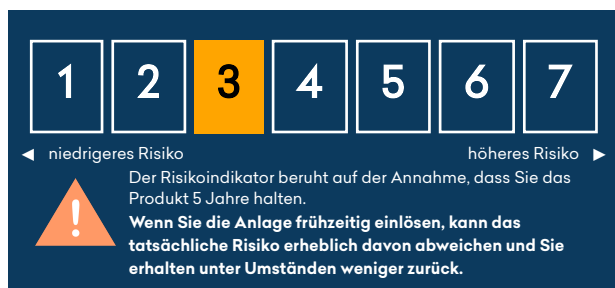 1 2 3 4 5 6 7
◄ niedrigeres Risiko höheres Risiko ►
Der Risikoindikator beruht auf der Annahme, dass Sie das
Produkt 5 Jahre halten.
!
Wenn Sie die Anlage frühzeitig einlösen, kann das
tatsächliche Risiko erheblich davon abweichen und Sie
erhalten unter Umständen weniger zurück.